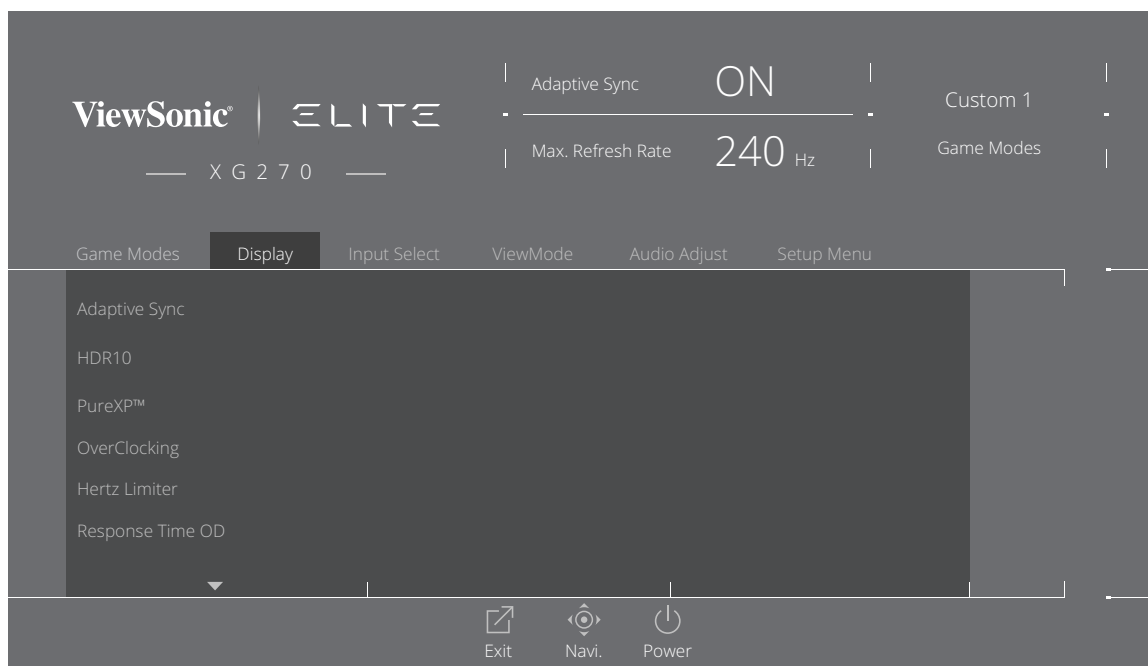 ViewSonic® ELITE
XG270
Adaptive Sync ON
Max. Refresh Rate 240 Hz
Custom 1
Game Modes
Game Modes Display Input Select ViewMode Audio Adjust Setup Menu
Adaptive Sync
HDR10
PureXP™
OverClocking
Hertz Limiter
Response Time OD
Exit Navi. Power